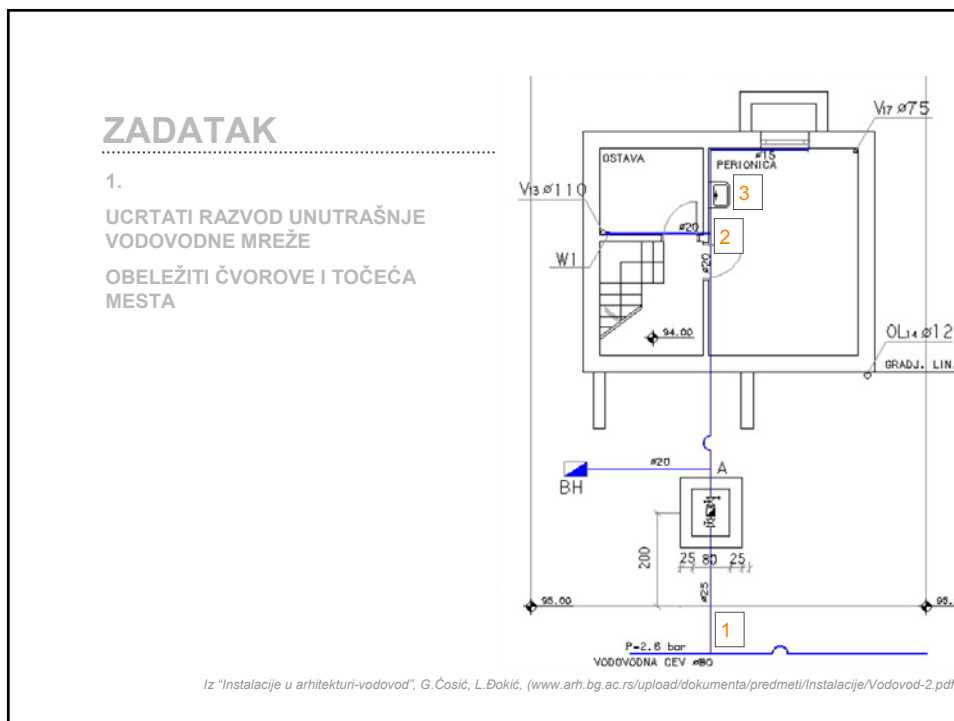 ZADATAK
1.
UCRTATI RAZVOD UNUTRAŠNJE
VODOVODNE MREŽE
OBELEŽITI ČVOROVE I TOČEĆA
MESTA
V17 ø75
OSTAVA
ø15
PERIONICA
V13 ø110
3
ø20
2
W1
ø20
94.00
OL14 ø12
GRADJ. LIN.
ø20
A
BH
200
25 80 25
ø25
95.00
95.
1
P=2.6 bar
VODOVODNA CEV ø80
Iz "Instalacije u arhitekturi-vodovod", G.Ćosić, L.Đokić, (www.arh.bg.ac.rs/upload/dokumenta/predmeti/Instalacije/Vodovod-2.pdf